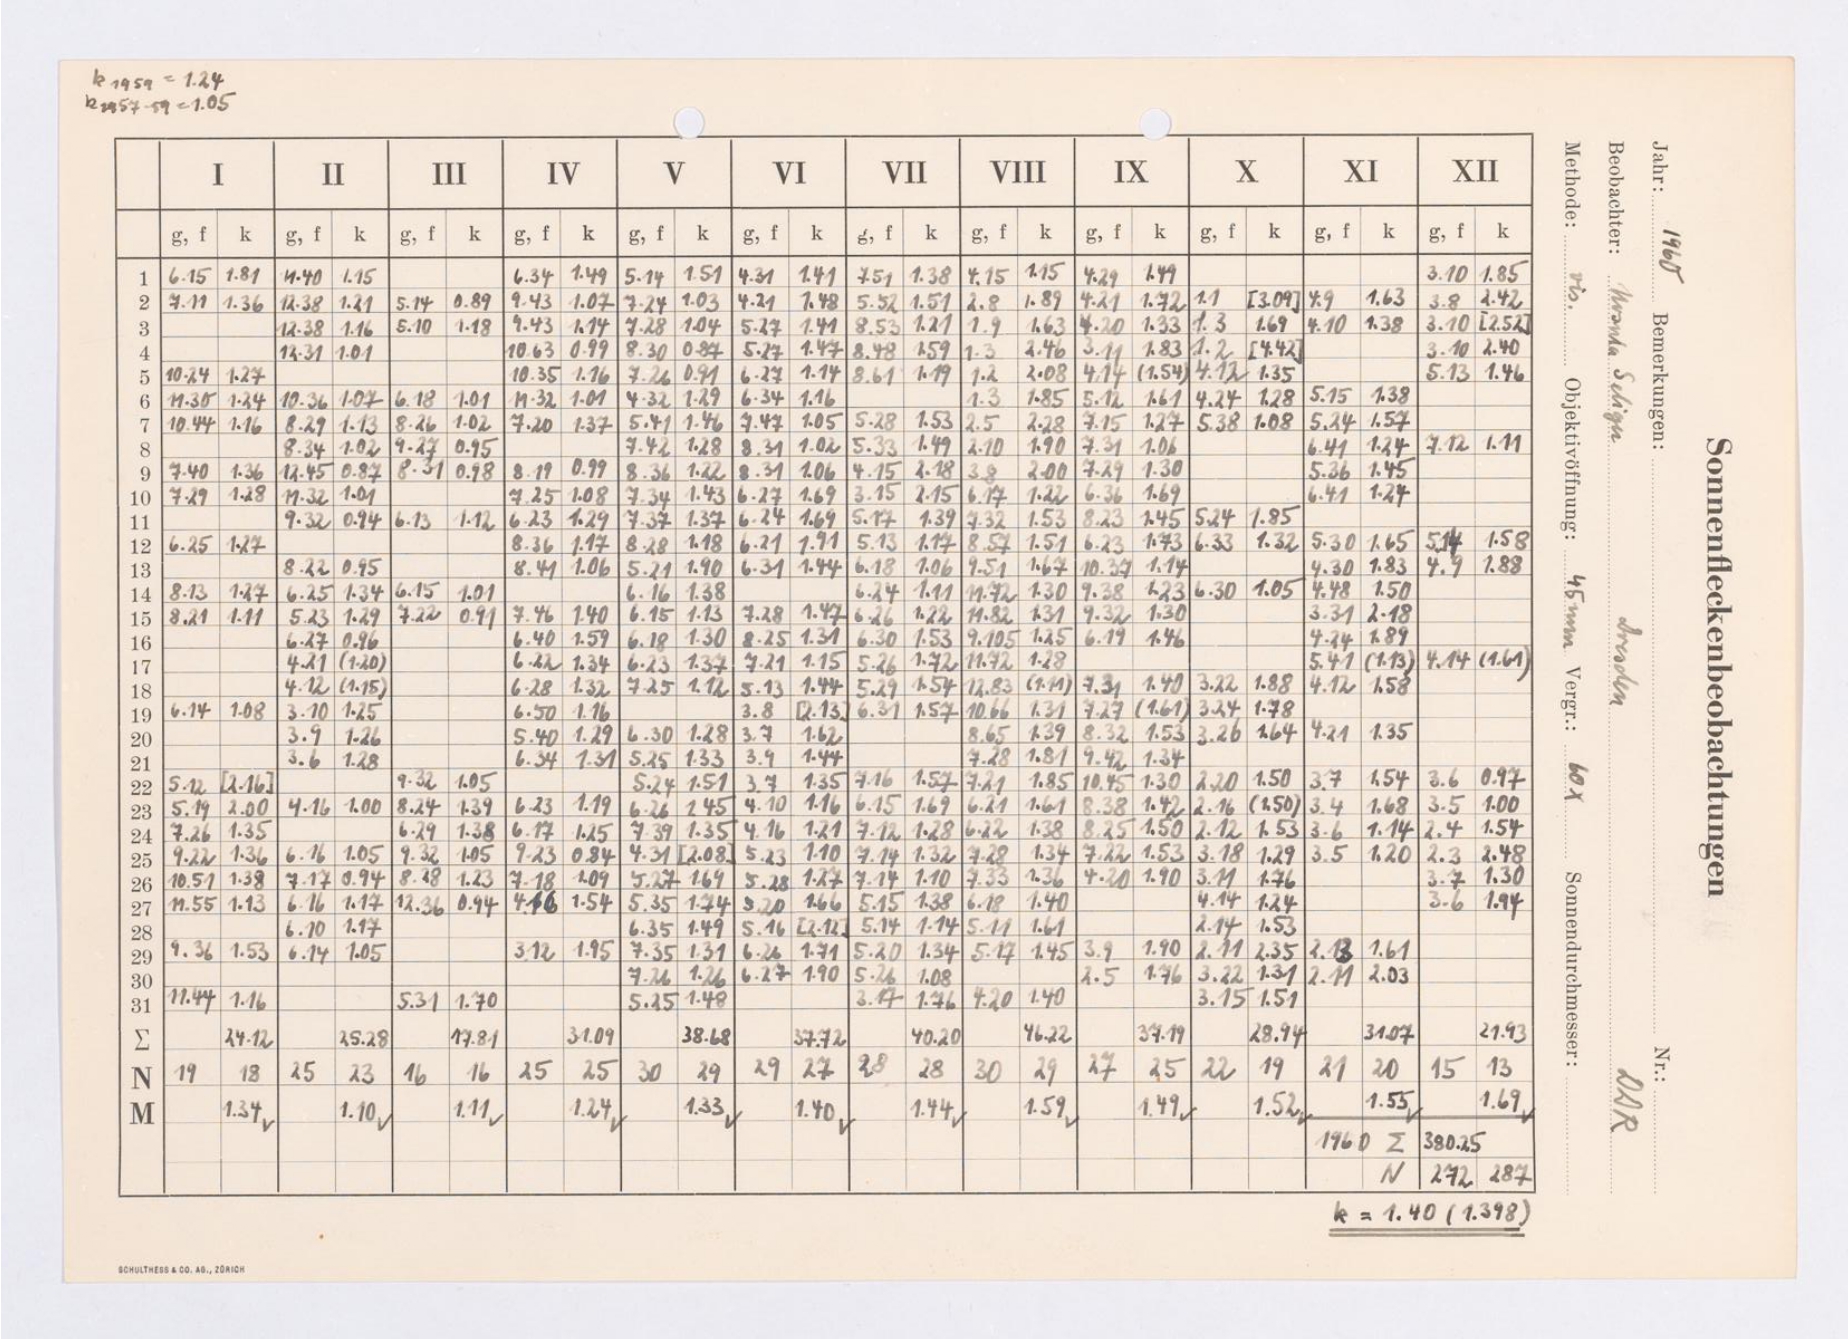 k 1959 = 1.24
k 1957-59 = 1.05
I II III IV V VI VII VIII IX X XI XII
g, f k g, f k g, f k g, f k g, f k g, f k g, f k g, f k g, f k g, f k g, f k g, f k
1 6.15 1.81 11.40 1.15 6.34 1.49 5.14 1.51 4.31 1.41 7.51 1.38 4.15 1.15 4.29 1.49 3.10 1.85
2 7.11 1.36 12.38 1.21 5.14 0.89 9.43 1.07 7.24 1.03 4.21 1.48 5.52 1.51 2.8 1.89 4.21 1.72 1.1 [3.09] 4.9 1.63 3.8 2.42
3 12.38 1.16 5.10 1.18 9.43 1.14 7.28 1.04 5.27 1.41 8.53 1.21 1.9 1.63 4.20 1.33 1.3 1.69 4.10 1.38 3.10 [2.52]
4 12.31 1.01 10.63 0.99 8.30 0.87 5.27 1.47 8.48 1.59 1.3 2.46 3.11 1.83 1.2 [4.42] 3.10 2.40
5 10.24 1.27 10.35 1.16 7.26 0.91 6.27 1.14 8.61 1.19 1.2 2.08 4.14 (1.54) 4.12 1.35 5.13 1.46
6 11.30 1.24 10.36 1.07 6.18 1.01 11.32 1.01 4.32 1.29 6.34 1.16 1.3 1.85 5.12 1.61 4.24 1.28 5.15 1.38
7 10.44 1.16 8.29 1.13 8.26 1.02 7.20 1.37 5.41 1.46 7.47 1.05 5.28 1.53 2.5 2.28 7.15 1.27 5.38 1.08 5.24 1.57
8 8.34 1.02 9.27 0.95 7.42 1.28 8.31 1.02 5.33 1.49 2.10 1.90 7.31 1.06 6.41 1.24 7.12 1.11
9 7.40 1.36 12.45 0.87 8.31 0.98 8.19 0.99 8.36 1.22 8.31 1.06 4.15 2.18 3.8 2.00 7.29 1.30 5.36 1.45
10 7.29 1.28 11.32 1.01 7.25 1.08 7.34 1.43 6.27 1.69 3.15 2.15 6.17 1.22 6.36 1.69 6.41 1.24
11 9.32 0.94 6.13 1.12 6.23 1.29 7.37 1.37 6.24 1.69 5.17 1.39 7.32 1.53 8.23 1.45 5.24 1.85
12 6.25 1.27 8.36 1.17 8.28 1.18 6.21 1.91 5.13 1.17 8.57 1.51 6.23 1.73 6.33 1.32 5.30 1.65 5.14 1.58
13 8.22 0.95 8.41 1.06 5.21 1.90 6.31 1.44 6.18 1.06 9.51 1.67 10.37 1.14 4.30 1.83 4.9 1.88
14 8.13 1.27 6.25 1.34 6.15 1.01 6.16 1.38 6.24 1.11 11.72 1.30 9.38 1.23 6.30 1.05 4.48 1.50
15 8.21 1.11 5.23 1.29 7.22 0.91 7.46 1.40 6.15 1.13 7.28 1.47 6.26 1.22 11.82 1.31 9.32 1.30 3.31 2.18
16 6.27 0.96 6.40 1.59 6.18 1.30 8.25 1.31 6.30 1.53 9.105 1.25 6.19 1.46 4.24 1.89
17 4.21 (1.20) 6.22 1.34 6.23 1.37 7.21 1.15 5.26 1.72 11.72 1.28 5.41 (1.13) 4.14 (1.61)
18 4.12 (1.15) 6.28 1.32 7.25 1.12 5.13 1.44 5.29 1.54 12.83 (1.11) 7.31 1.40 3.22 1.88 4.12 1.58
19 6.14 1.08 3.10 1.25 6.50 1.16 3.8 [2.13] 6.31 1.57 10.66 1.31 7.27 (1.61) 3.24 1.78
20 3.9 1.26 5.40 1.29 6.30 1.28 3.7 1.62 8.65 1.39 8.32 1.53 3.26 1.64 4.21 1.35
21 3.6 1.28 6.34 1.31 5.25 1.33 3.9 1.44 7.28 1.81 9.42 1.34
22 5.12 [2.16] 9.32 1.05 5.24 1.51 3.7 1.35 7.16 1.57 7.21 1.85 10.45 1.30 2.20 1.50 3.7 1.54 3.6 0.97
23 5.19 2.00 4.16 1.00 8.24 1.39 6.23 1.19 6.26 1.45 4.10 1.16 6.15 1.69 6.21 1.61 8.38 1.42 2.16 (1.50) 3.4 1.68 3.5 1.00
24 7.26 1.35 6.29 1.38 6.17 1.25 7.39 1.35 4.16 1.21 7.12 1.28 6.22 1.38 8.25 1.50 2.12 1.53 3.6 1.14 2.4 1.54
25 9.22 1.36 6.16 1.05 9.32 1.05 9.23 0.84 4.31 [2.08] 5.23 1.10 7.14 1.32 7.28 1.34 7.22 1.53 3.18 1.29 3.5 1.20 2.3 2.48
26 10.51 1.38 7.17 0.94 8.28 1.23 7.18 1.09 5.27 1.69 5.28 1.27 7.14 1.10 7.33 1.36 4.20 1.90 3.11 1.76 3.7 1.30
27 11.55 1.13 6.16 1.17 12.36 0.94 4.16 1.54 5.35 1.74 5.20 1.66 5.15 1.38 6.18 1.40 4.14 1.24 3.6 1.94
28 6.10 1.17 6.35 1.49 5.16 [2.12] 5.14 1.14 5.11 1.61 2.14 1.53
29 9.36 1.53 6.14 1.05 3.12 1.95 7.35 1.31 6.26 1.71 5.20 1.34 5.17 1.45 3.9 1.90 2.11 2.35 2.13 1.61
30 7.26 1.26 6.27 1.90 5.26 1.08 2.5 1.76 3.22 1.31 2.11 2.03
31 11.44 1.16 5.31 1.70 5.25 1.48 3.17 1.76 4.20 1.40 3.15 1.51
Σ 24.12 25.28 17.81 31.09 38.68 37.72 40.20 46.22 37.19 28.94 31.07 21.93
N 19 18 25 23 16 16 25 25 30 29 29 27 28 28 30 29 27 25 22 19 21 20 15 13
M 1.34✓ 1.10✓ 1.11✓ 1.24✓ 1.33✓ 1.40✓ 1.44✓ 1.59✓ 1.49✓ 1.52✓ 1.55✓ 1.69✓
1960 Σ 380.25
N 272 287
k = 1.40 (1.398)
SCHULTHESS & CO. AG., ZÜRICH
Sonnenfleckenbeobachtungen
Jahr: 1960 Bemerkungen: Nr.:
Beobachter: Dresden DDR
Methode: vis. Objektivöffnung: 45mm Vergr.: 60x Sonnendurchmesser: